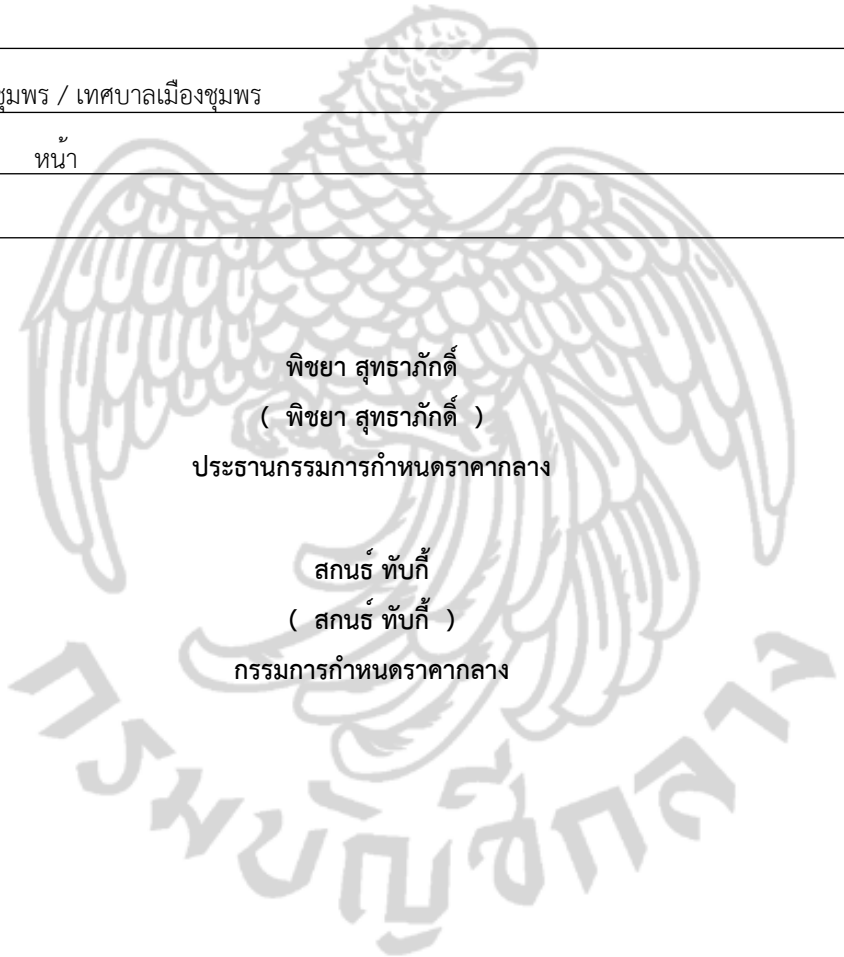 ชุมพร / เทศบาลเมืองชุมพร
หน้า
พิชยา สุทธาภักดิ์
( พิชยา สุทธาภักดิ์ )
ประธานกรรมการกำหนดราคากลาง
สกนธ์ ทับกี้
( สกนธ์ ทับกี้ )
กรรมการกำหนดราคากลาง
กรมบัญชีกลาง